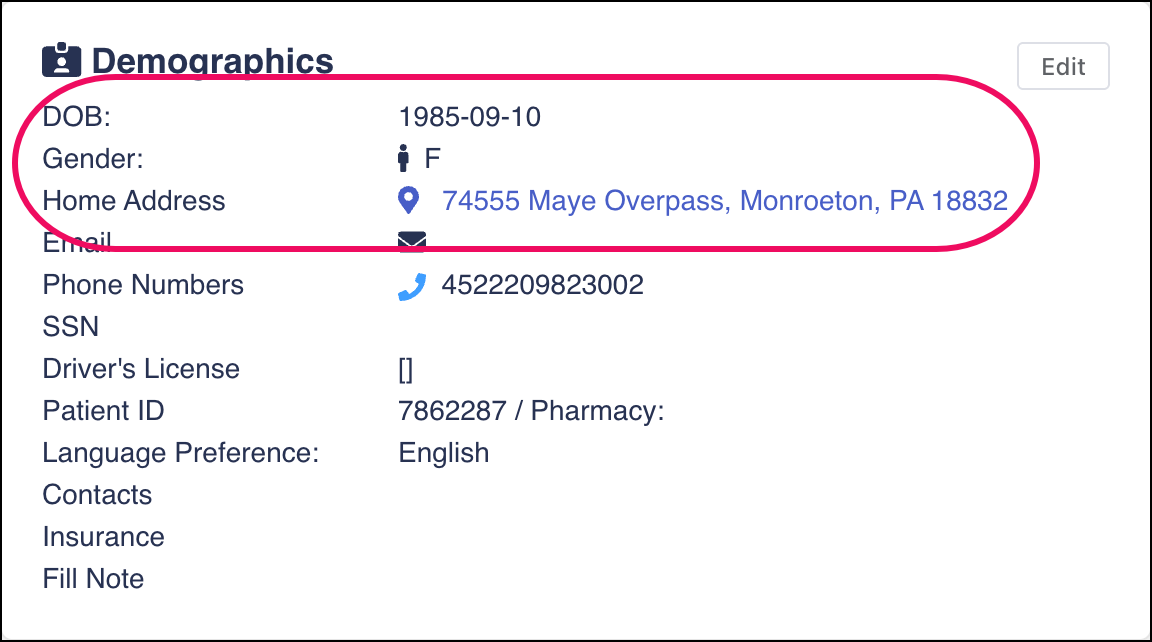 Demographics
Edit
DOB: 1985-09-10
Gender: F
Home Address 74555 Maye Overpass, Monroeton, PA 18832
Email
Phone Numbers 4522209823002
SSN
Driver's License []
Patient ID 7862287 / Pharmacy:
Language Preference: English
Contacts
Insurance
Fill Note